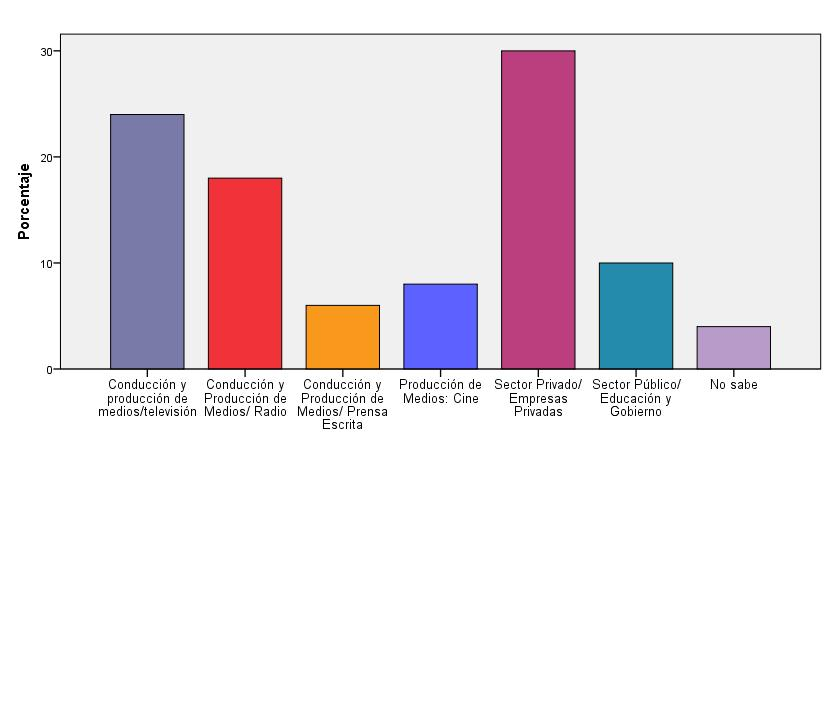 30
20
10
0
Porcentaje
Conducción y
producción de
medios/televisión
Conducción y
Producción de
Medios/ Radio
Conducción y
Producción de
Medios/ Prensa
Escrita
Producción de
Medios: Cine
Sector Privado/
Empresas
Privadas
Sector Público/
Educación y
Gobierno
No sabe